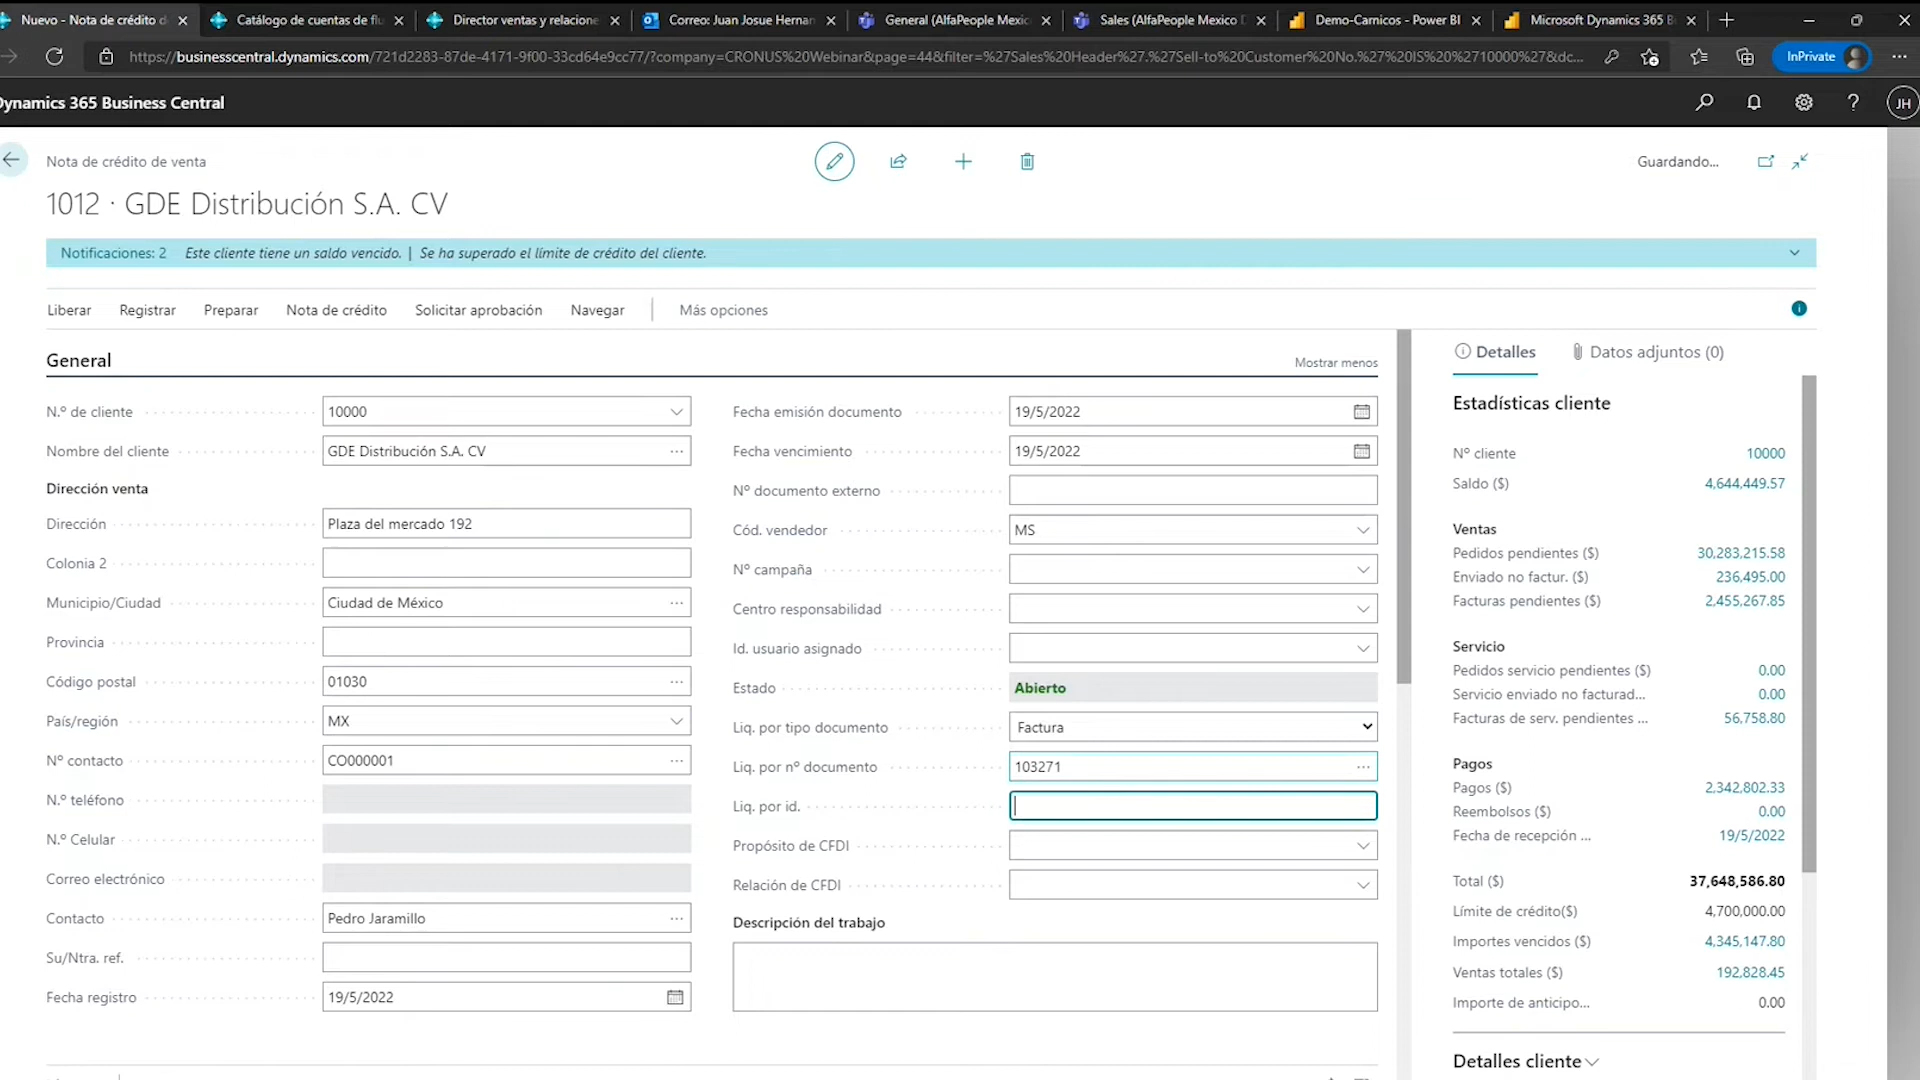 Nuevo - Nota de crédito d
Catálogo de cuentas de flu
Director ventas y relacione
Correo: Juan Josue Hernan
General (AlfaPeople Mexic
Sales (AlfaPeople Mexico D
Demo-Carnicos - Power BI
Microsoft Dynamics 365 B
https://businesscentral.dynamics.com/721d2283-87de-4171-9f00-33cd64e9cc77/?company=CRONUS%20Webinar&page=44&filter=%27Sales%20Header%27.%27Sell-to%20Customer%20No.%27%20IS%20%2710000%27&dc...
InPrivate
Dynamics 365 Business Central
JH
Nota de crédito de venta
Guardando...
1012 · GDE Distribución S.A. CV
Notificaciones: 2 Este cliente tiene un saldo vencido. | Se ha superado el límite de crédito del cliente.
Liberar Registrar Preparar Nota de crédito Solicitar aprobación Navegar Más opciones
General
Mostrar menos
N.º de cliente 10000
Nombre del cliente GDE Distribución S.A. CV
Dirección venta
Dirección Plaza del mercado 192
Colonia 2
Municipio/Ciudad Ciudad de México
Provincia
Código postal 01030
País/región MX
Nº contacto CO000001
N.º teléfono
N.º Celular
Correo electrónico
Contacto Pedro Jaramillo
Su/Ntra. ref.
Fecha registro 19/5/2022
Fecha emisión documento 19/5/2022
Fecha vencimiento 19/5/2022
Nº documento externo
Cód. vendedor MS
Nº campaña
Centro responsabilidad
Id. usuario asignado
Estado Abierto
Liq. por tipo documento Factura
Liq. por nº documento 103271
Liq. por id.
Propósito de CFDI
Relación de CFDI
Descripción del trabajo
Detalles Datos adjuntos (0)
Estadísticas cliente
Nº cliente 10000
Saldo ($) 4,644,449.57
Ventas
Pedidos pendientes ($) 30,283,215.58
Enviado no factur. ($) 236,495.00
Facturas pendientes ($) 2,455,267.85
Servicio
Pedidos servicio pendientes ($) 0.00
Servicio enviado no facturad... 0.00
Facturas de serv. pendientes ... 56,758.80
Pagos
Pagos ($) 2,342,802.33
Reembolsos ($) 0.00
Fecha de recepción ... 19/5/2022
Total ($) 37,648,586.80
Límite de crédito($) 4,700,000.00
Importes vencidos ($) 4,345,147.80
Ventas totales ($) 192,828.45
Importe de anticipo... 0.00
Detalles cliente